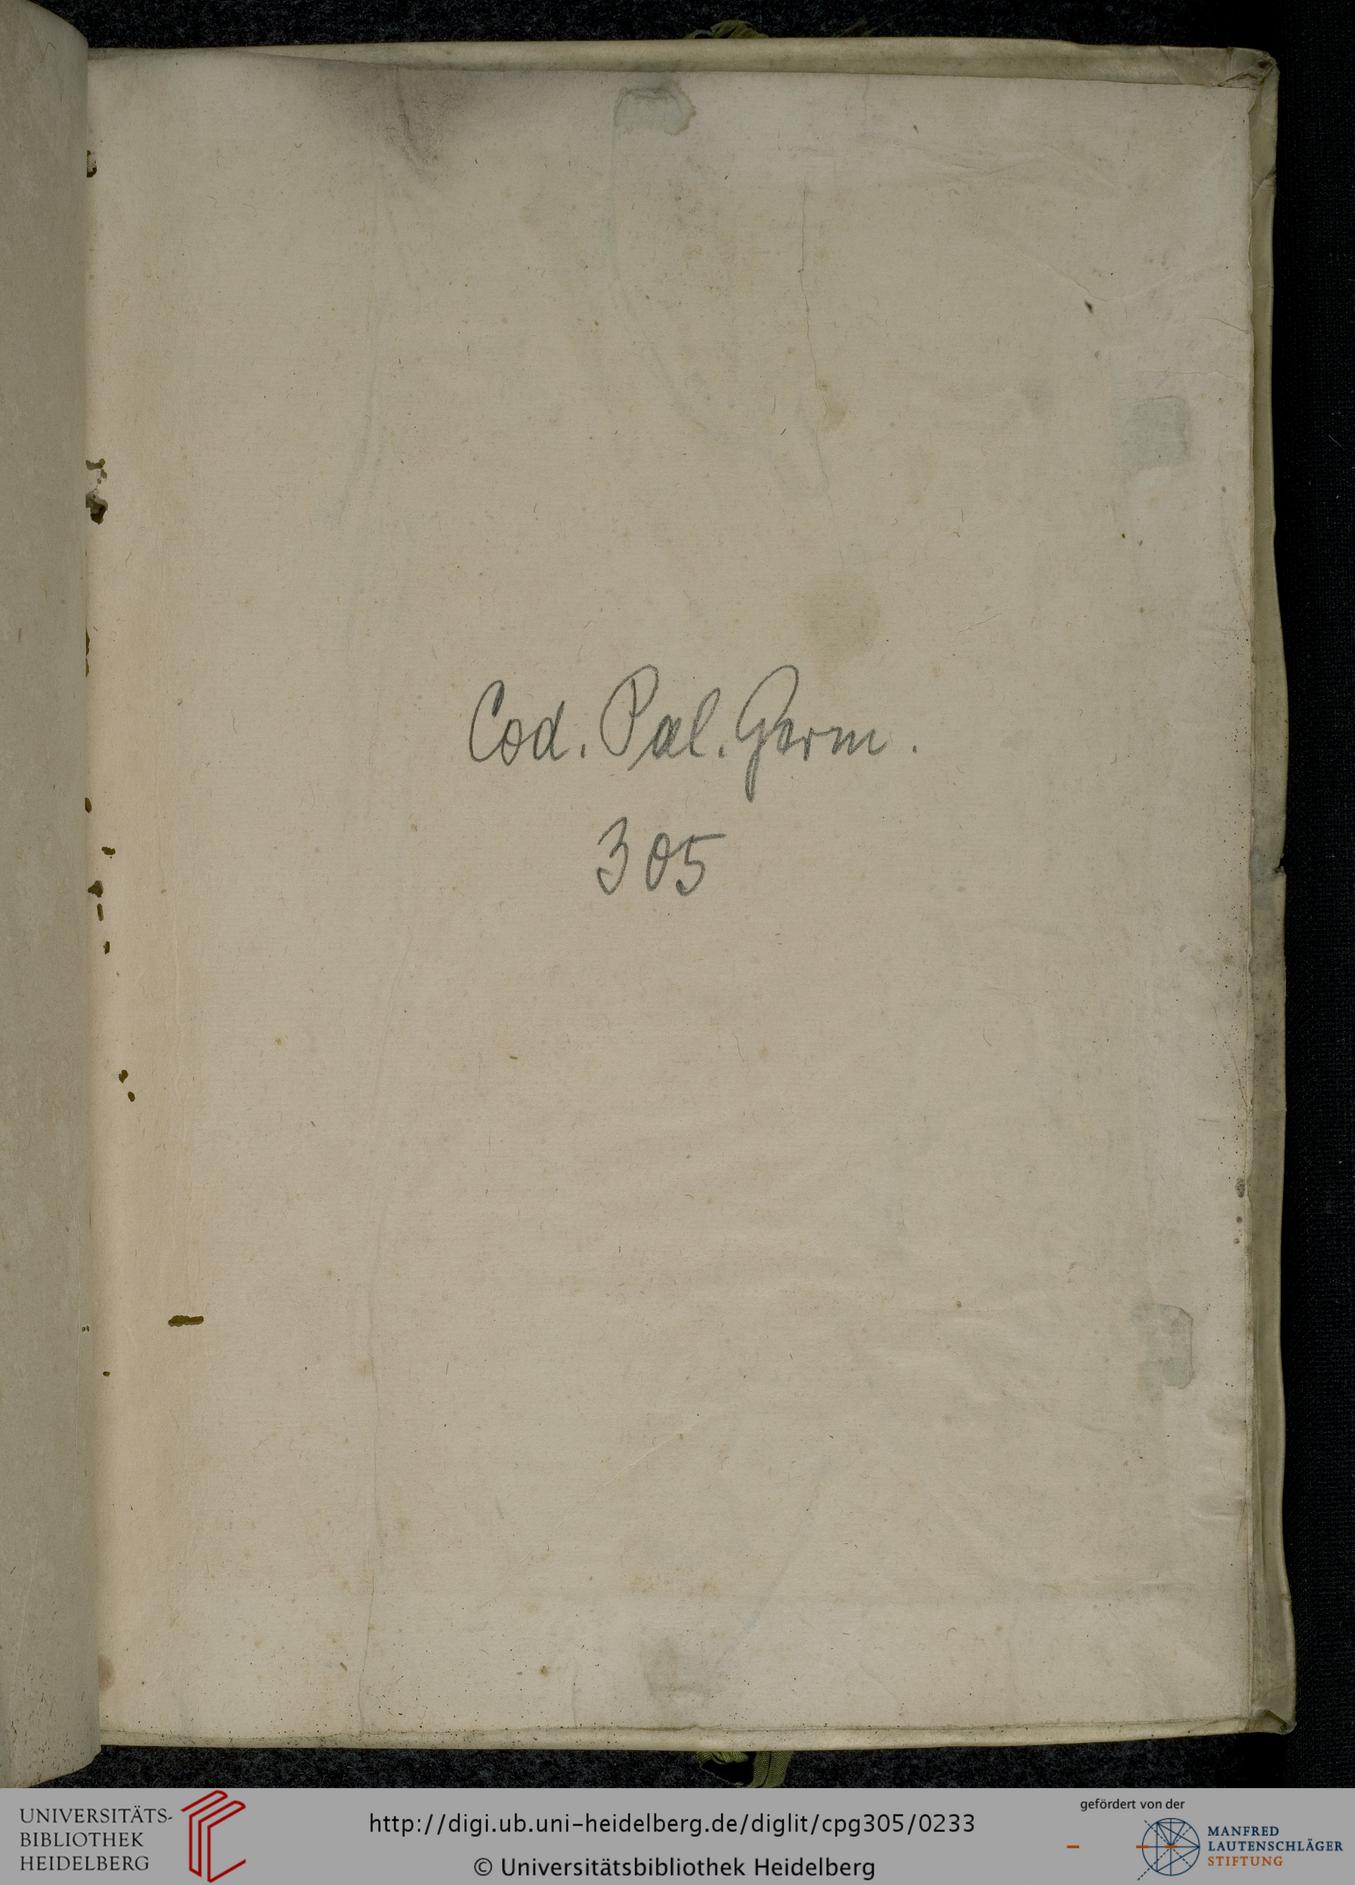 Cod. Pal. Germ.
305
UNIVERSITÄTS-
BIBLIOTHEK
HEIDELBERG
http://digi.ub.uni-heidelberg.de/diglit/cpg305/0233
© Universitätsbibliothek Heidelberg
gefördert von der
MANFRED
LAUTENSCHLÄGER
STIFTUNG